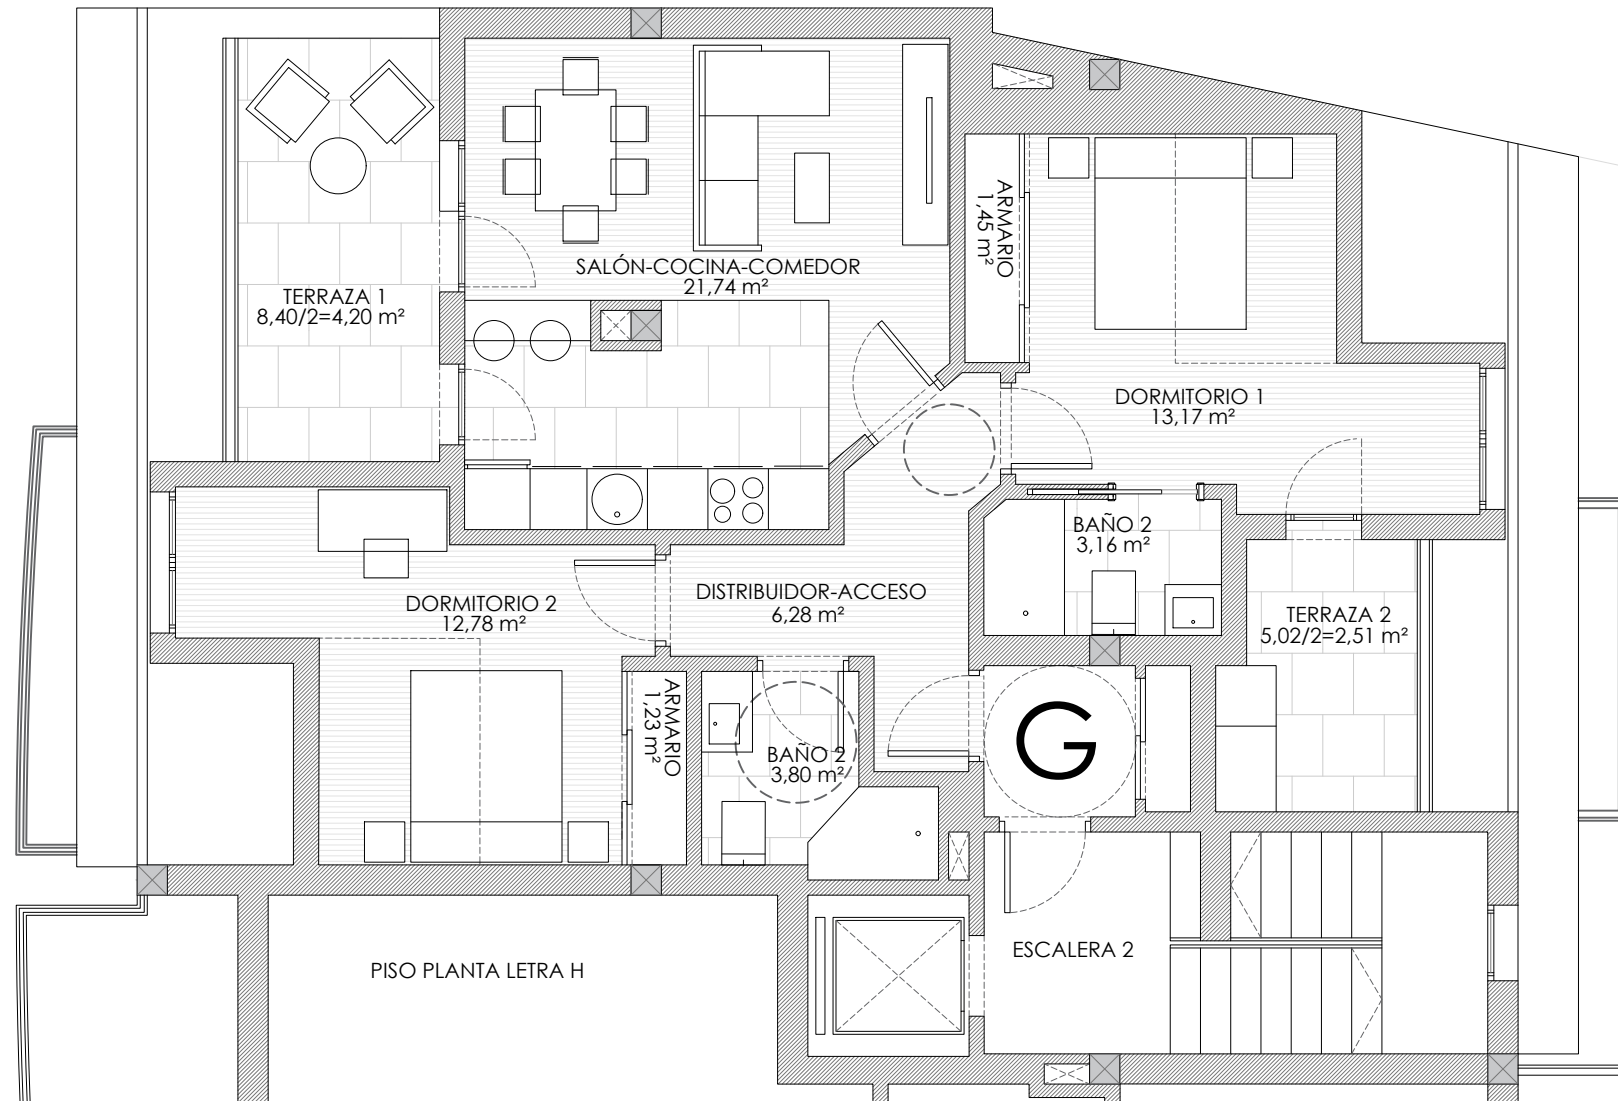 SALÓN-COCINA-COMEDOR
21,74 m²
ARMARIO
1,45 m²
TERRAZA 1
8,40/2=4,20 m²
DORMITORIO 1
13,17 m²
BAÑO 2
3,16 m²
DORMITORIO 2
12,78 m²
DISTRIBUIDOR-ACCESO
6,28 m²
TERRAZA 2
5,02/2=2,51 m²
ARMARIO
1,23 m²
BAÑO 2
3,80 m²
G
ESCALERA 2
PISO PLANTA LETRA H